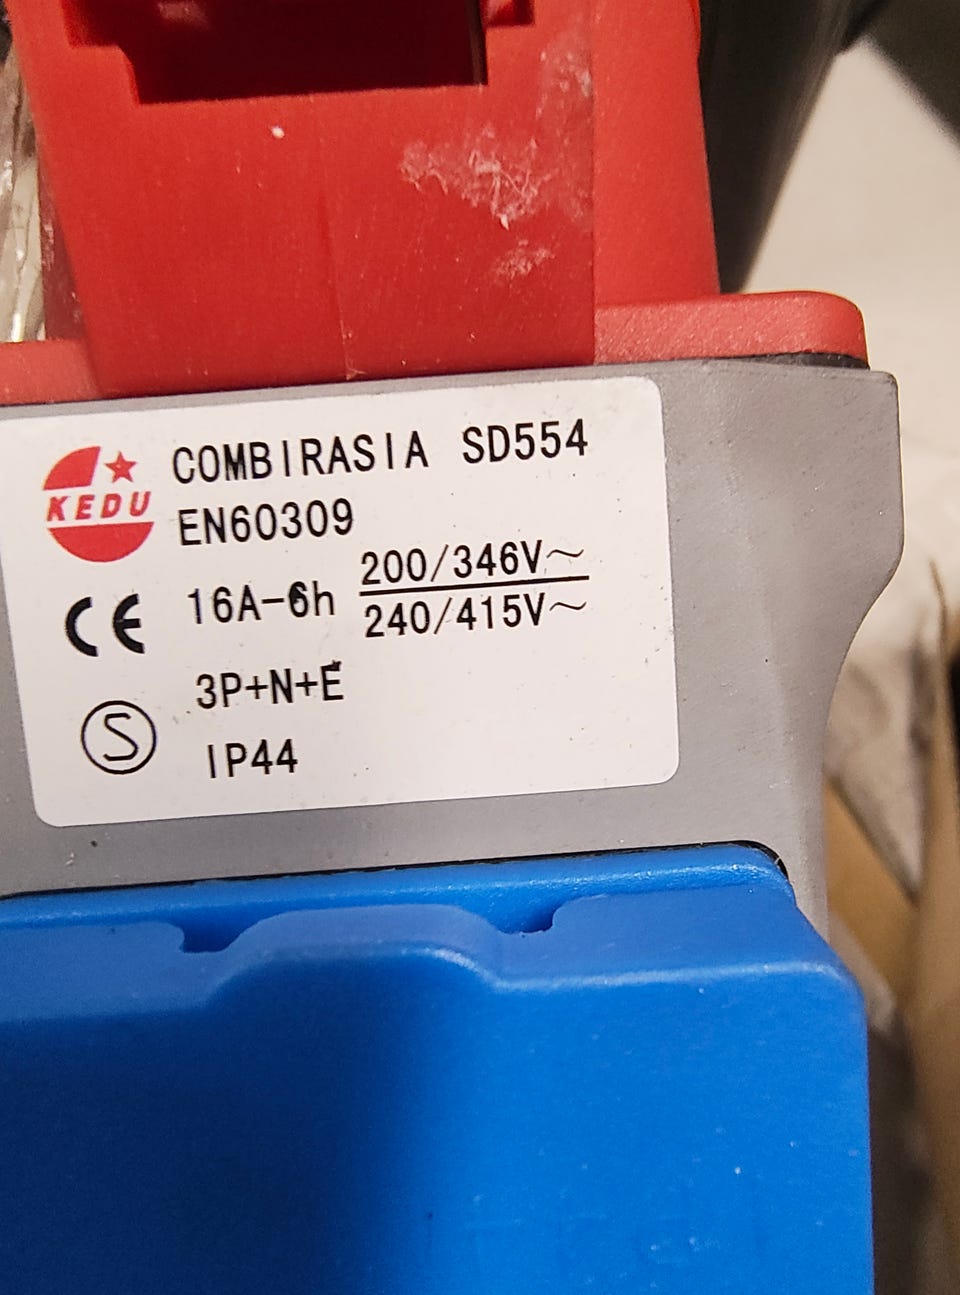 KEDU
COMBIRASIA SD554
EN60309
CE
16A-6h 200/346V~
240/415V~
3P+N+E
S
IP44